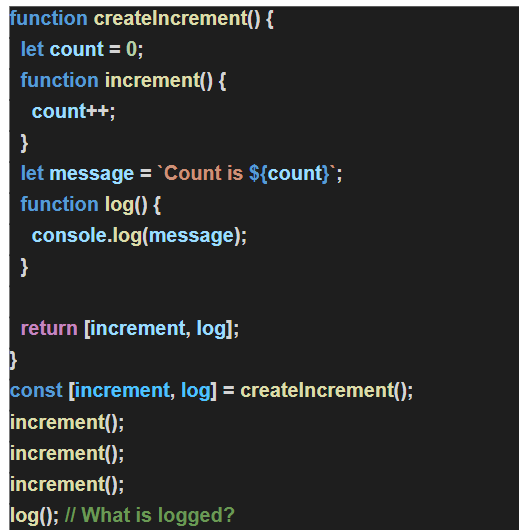 function createIncrement() {
let count = 0;
function increment() {
count++;
}
let message = `Count is ${count}`;
function log() {
console.log(message);
}
return [increment, log];
}
const [increment, log] = createIncrement();
increment();
increment();
increment();
log(); // What is logged?